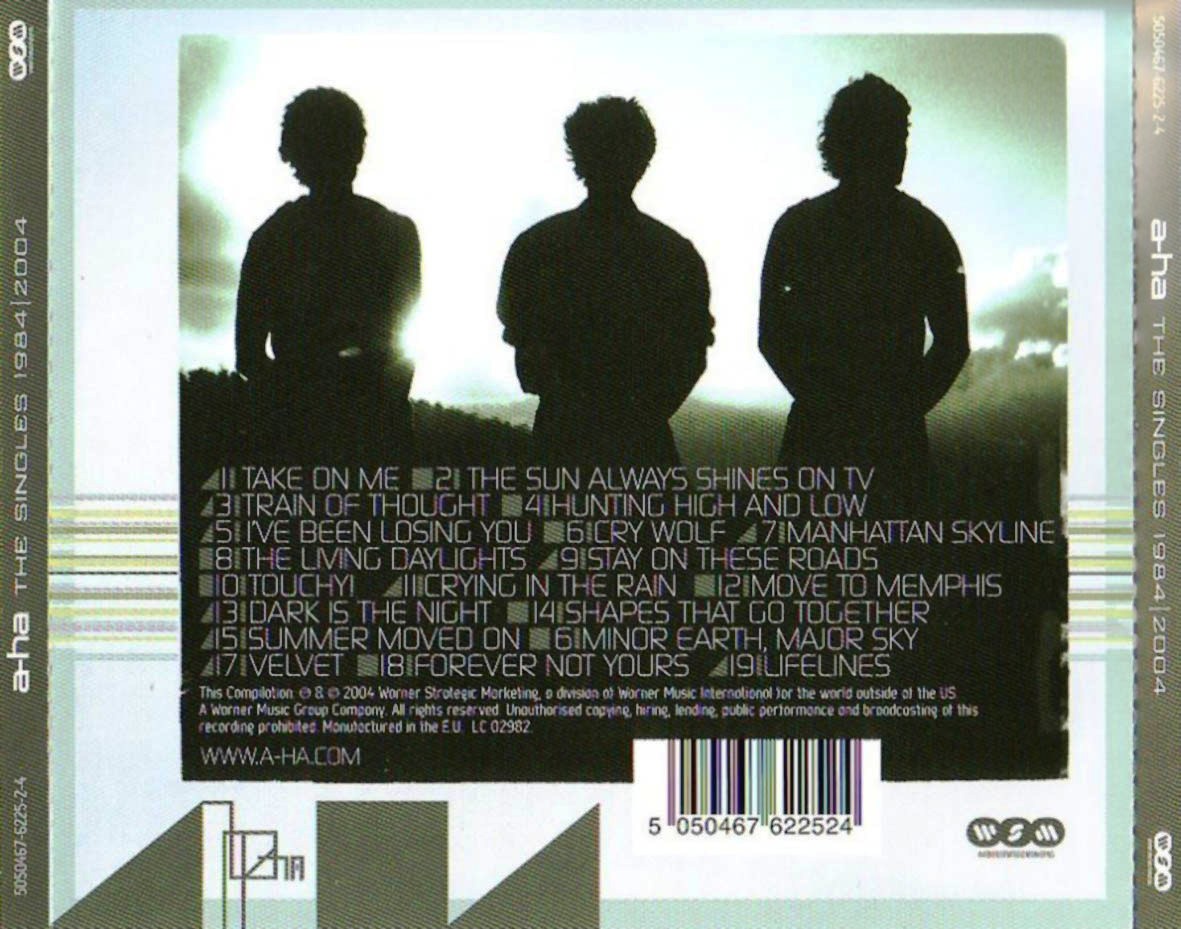 1 TAKE ON ME 2 THE SUN ALWAYS SHINES ON TV
3 TRAIN OF THOUGHT 4 HUNTING HIGH AND LOW
5 I'VE BEEN LOSING YOU 6 CRY WOLF 7 MANHATTAN SKYLINE
8 THE LIVING DAYLIGHTS 9 STAY ON THESE ROADS
10 TOUCHY! 11 CRYING IN THE RAIN 12 MOVE TO MEMPHIS
13 DARK IS THE NIGHT 14 SHAPES THAT GO TOGETHER
15 SUMMER MOVED ON 6 MINOR EARTH, MAJOR SKY
17 VELVET 18 FOREVER NOT YOURS 19 LIFELINES
This Compilation ℗ & © 2004 Warner Strategic Marketing, a division of Warner Music International for the world outside of the US.
A Warner Music Group Company. All rights reserved. Unauthorised copying, hiring, lending, public performance and broadcasting of this
recording prohibited. Manufactured in the E.U. LC 02982.
WWW.A-HA.COM
5 050467 622524
a-HA
wsm
a-ha THE SINGLES 1984|2004
5050467-6225-2-4
wsm
5050467-6225-2-4
a-ha THE SINGLES 1984|2004
wsm